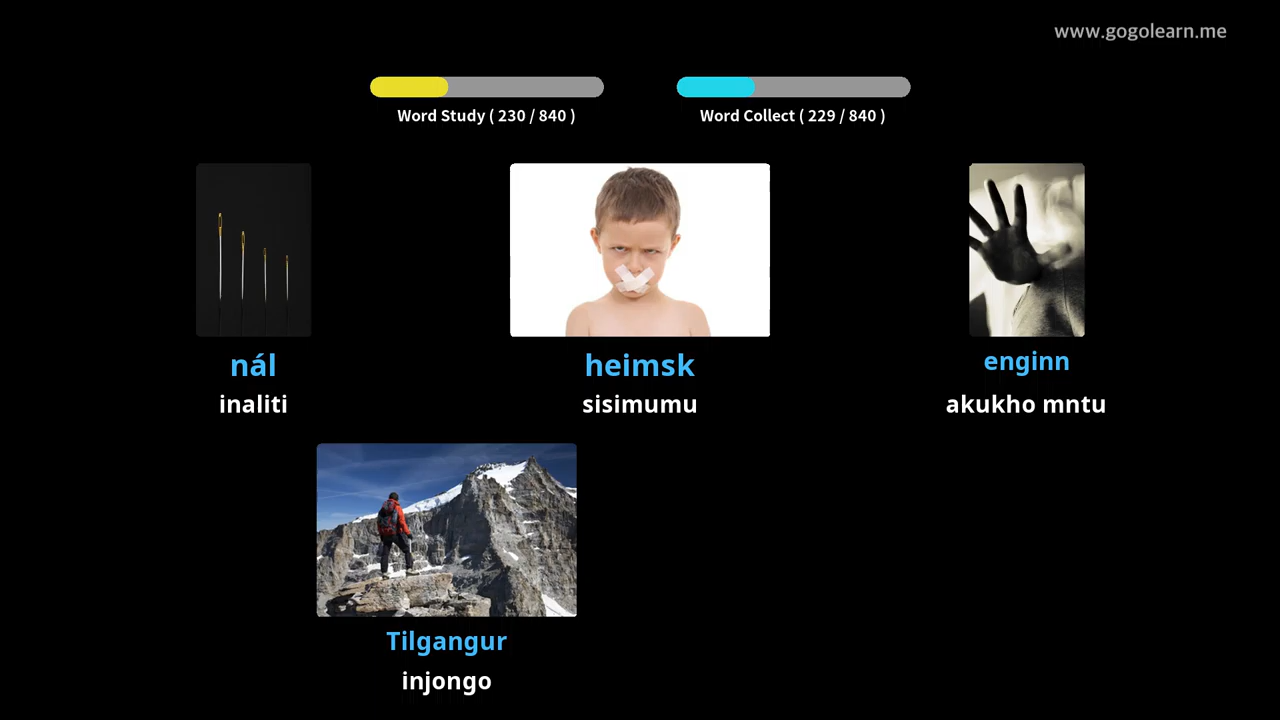 www.gogolearn.me
Word Study ( 230 / 840 )
Word Collect ( 229 / 840 )
nál
inaliti
heimsk
sisimumu
enginn
akukho mntu
Tilgangur
injongo